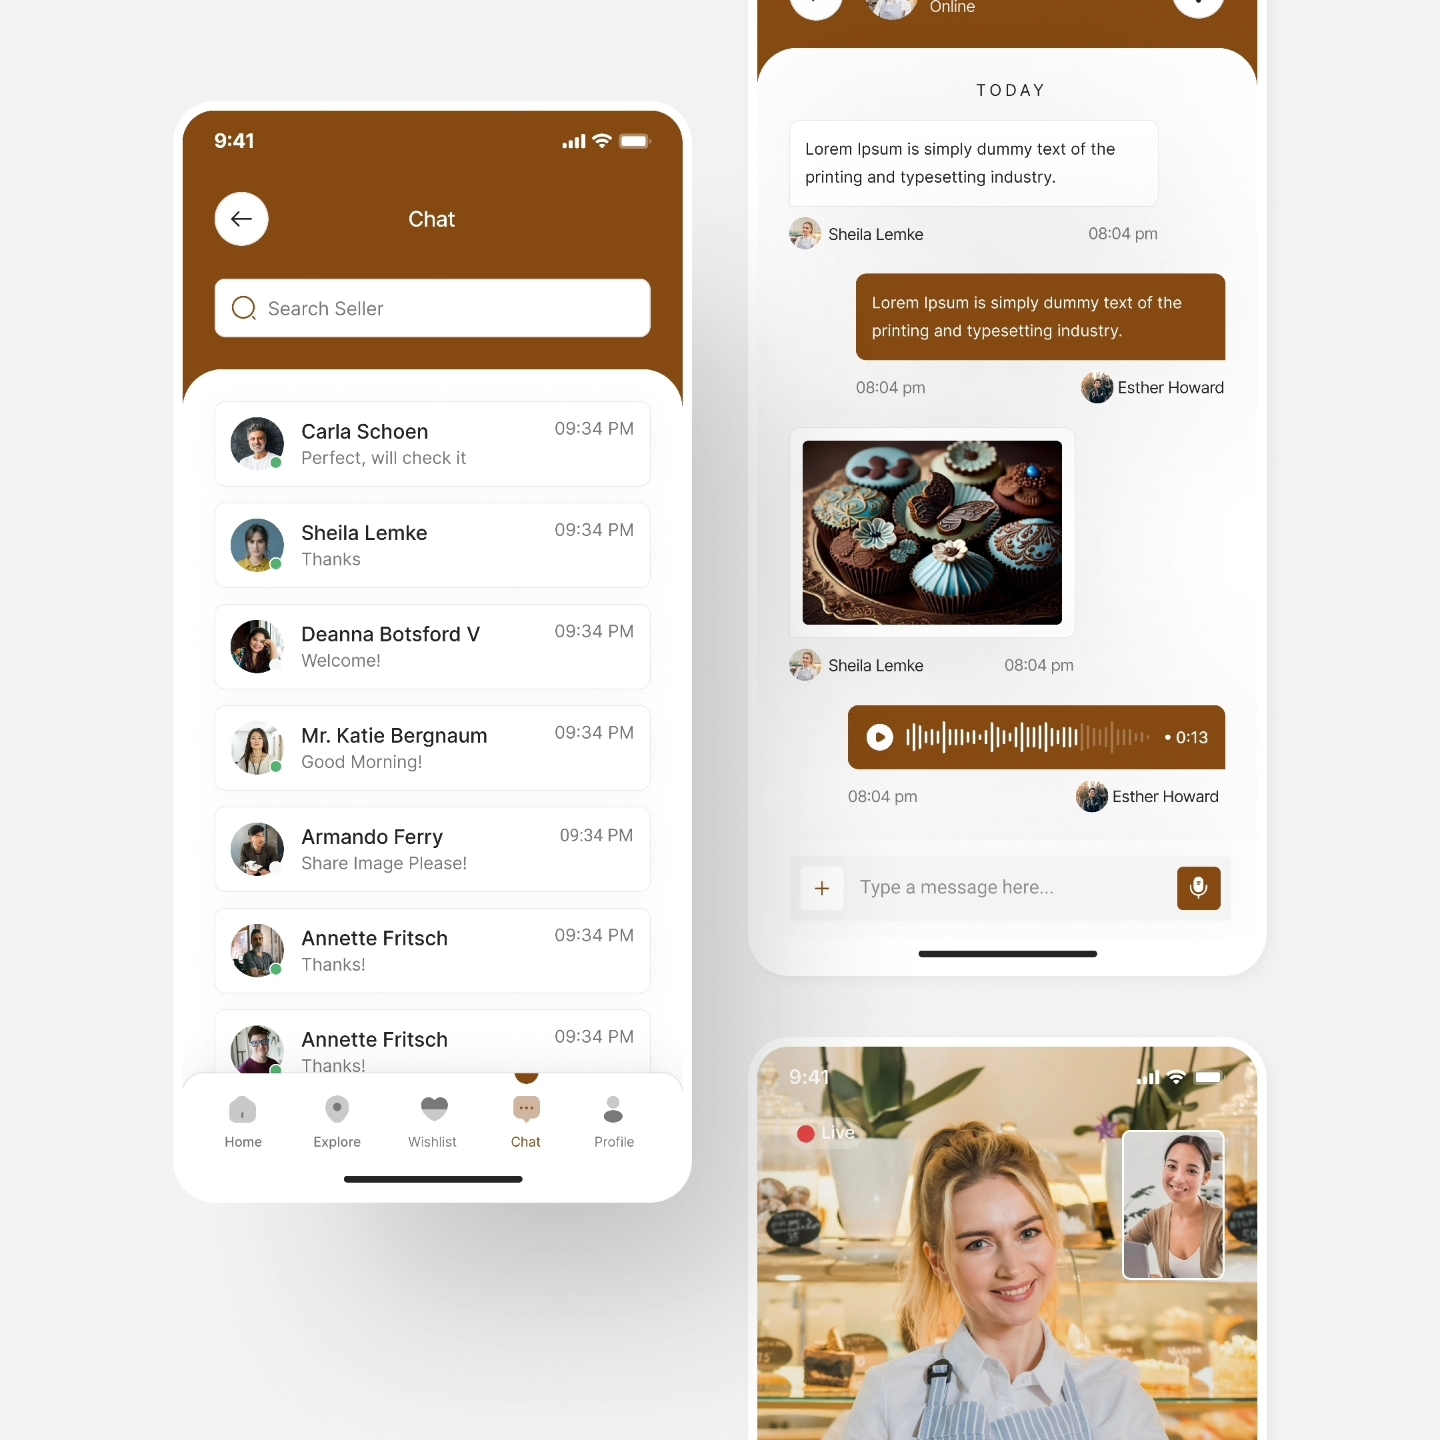 9:41
Chat
Search Seller
Carla Schoen
09:34 PM
Perfect, will check it
Sheila Lemke
09:34 PM
Thanks
Deanna Botsford V
09:34 PM
Welcome!
Mr. Katie Bergnaum
09:34 PM
Good Morning!
Armando Ferry
09:34 PM
Share Image Please!
Annette Fritsch
09:34 PM
Thanks!
Annette Fritsch
09:34 PM
Thanks!
Home
Explore
Wishlist
Chat
Profile
Online
TODAY
Lorem Ipsum is simply dummy text of the
printing and typesetting industry.
Sheila Lemke
08:04 pm
Lorem Ipsum is simply dummy text of the
printing and typesetting industry.
08:04 pm
Esther Howard
Sheila Lemke
08:04 pm
• 0:13
08:04 pm
Esther Howard
Type a message here...
9:41
Live